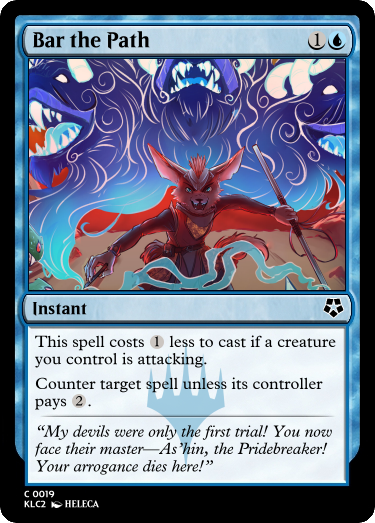 Bar the Path 1
Instant
This spell costs 1 less to cast if a creature
you control is attacking.
Counter target spell unless its controller
pays 2.
“My devils were only the first trial! You now
face their master—As’hin, the Pridebreaker!
Your arrogance dies here!”
C 0019
KLC2 HELECA